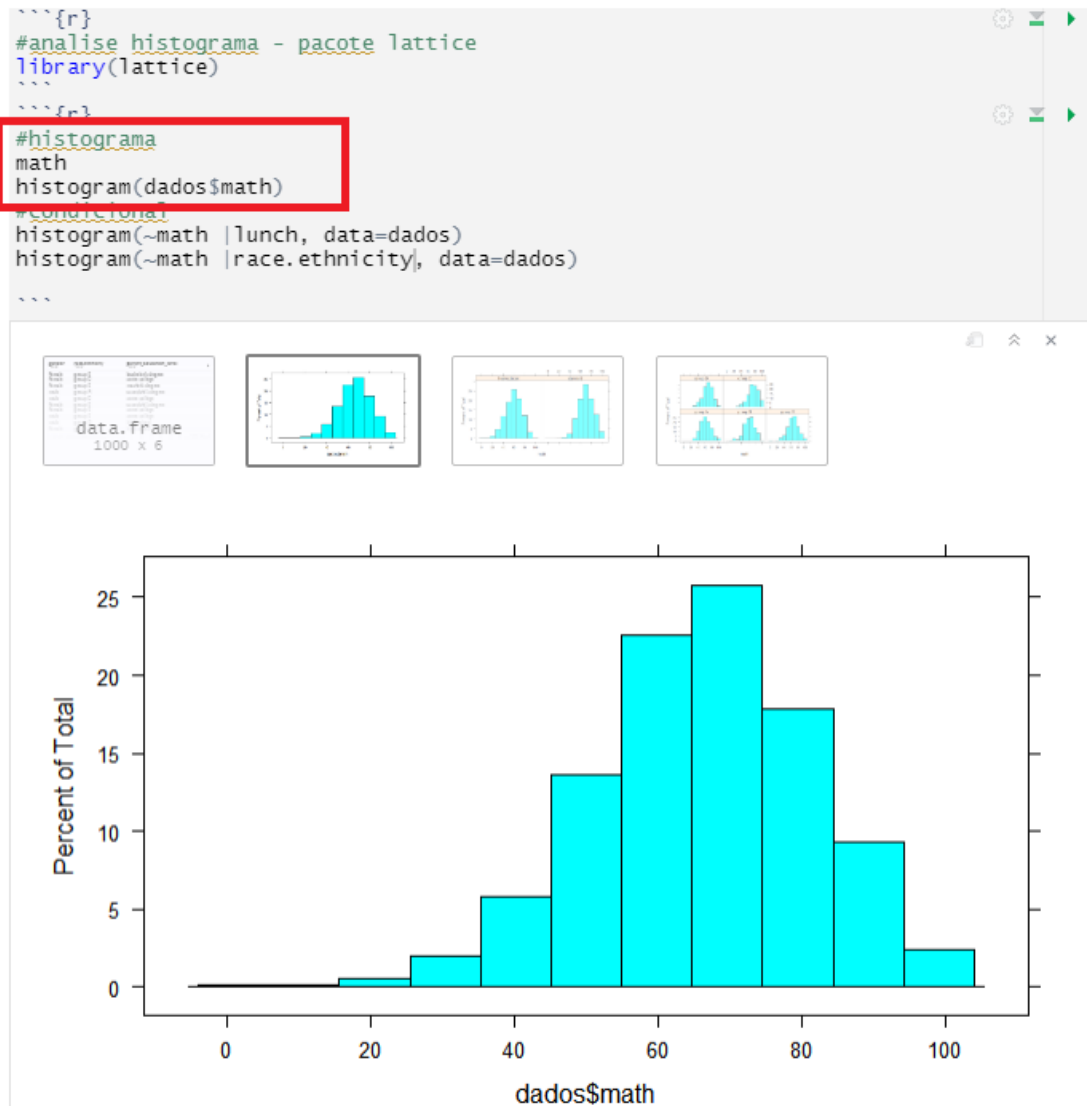 ```{r}
#analise histograma - pacote lattice
library(lattice)
```
```{r}
#histograma
math
histogram(dados$math)
#condicional
histogram(~math |lunch, data=dados)
histogram(~math |race.ethnicity, data=dados)
```
data.frame
1000 x 6
25
20
15
10
5
0
Percent of Total
0 20 40 60 80 100
dados$math